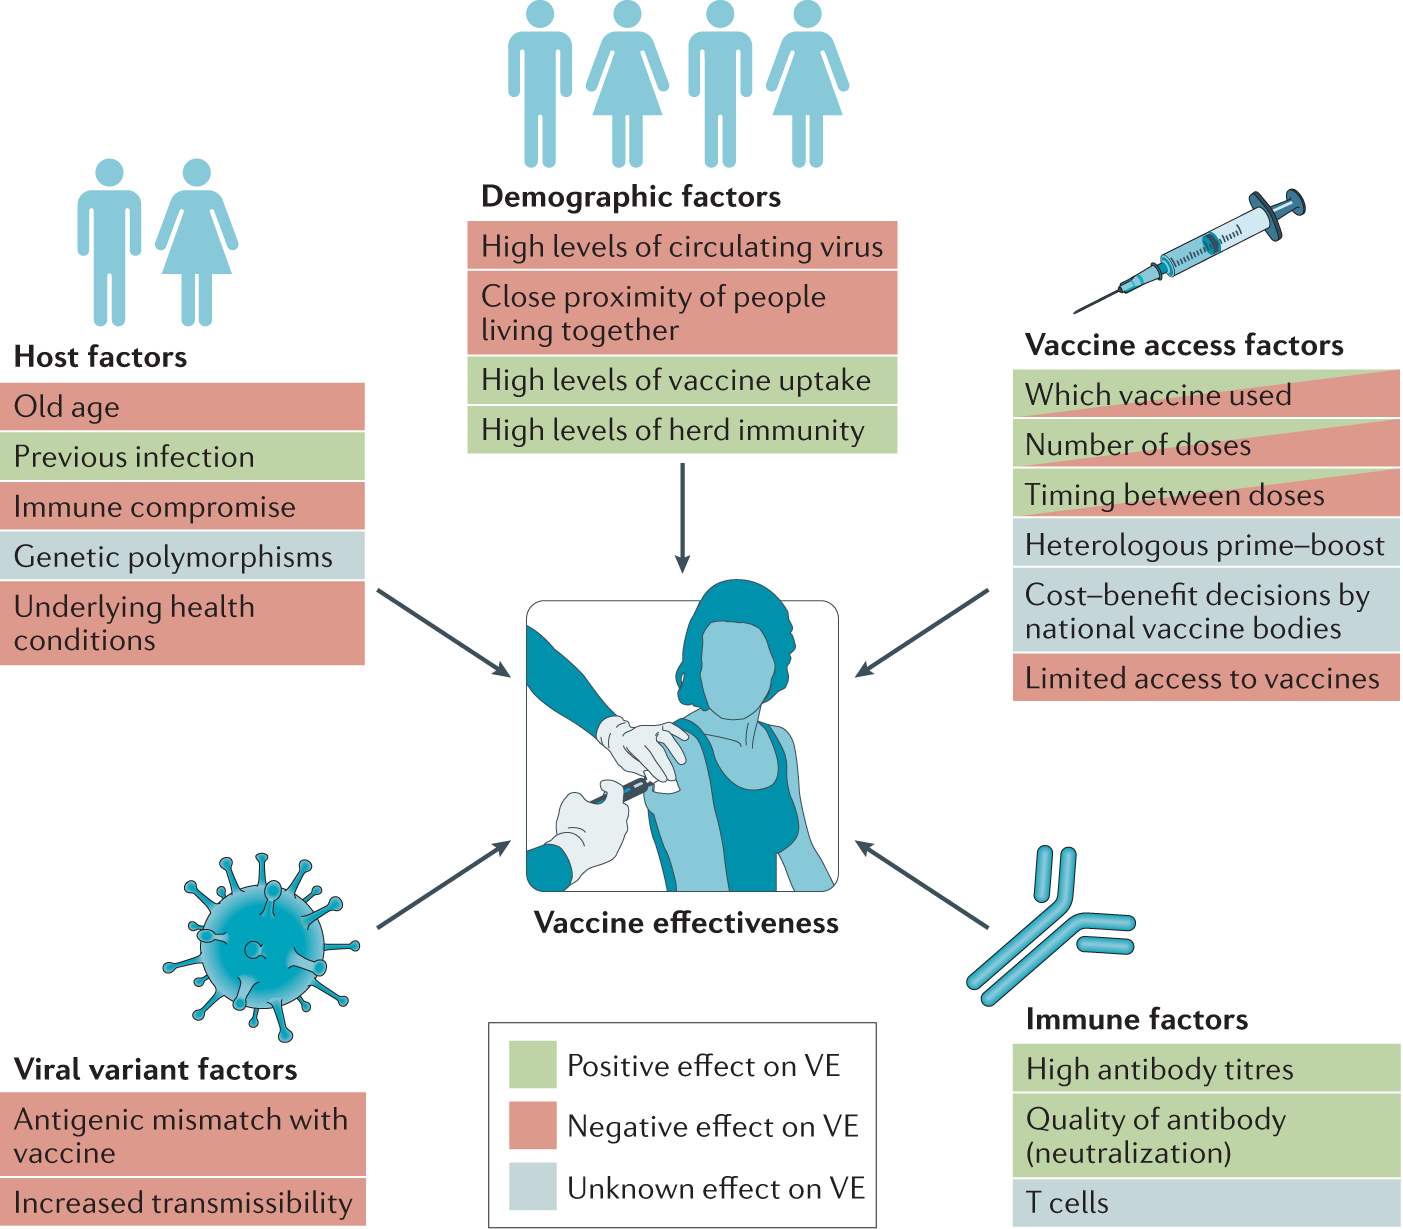 Demographic factors
High levels of circulating virus
Close proximity of people
living together
High levels of vaccine uptake
High levels of herd immunity
Host factors
Old age
Previous infection
Immune compromise
Genetic polymorphisms
Underlying health
conditions
Vaccine access factors
Which vaccine used
Number of doses
Timing between doses
Heterologous prime–boost
Cost–benefit decisions by
national vaccine bodies
Limited access to vaccines
Vaccine effectiveness
Viral variant factors
Antigenic mismatch with
vaccine
Increased transmissibility
Positive effect on VE
Negative effect on VE
Unknown effect on VE
Immune factors
High antibody titres
Quality of antibody
(neutralization)
T cells